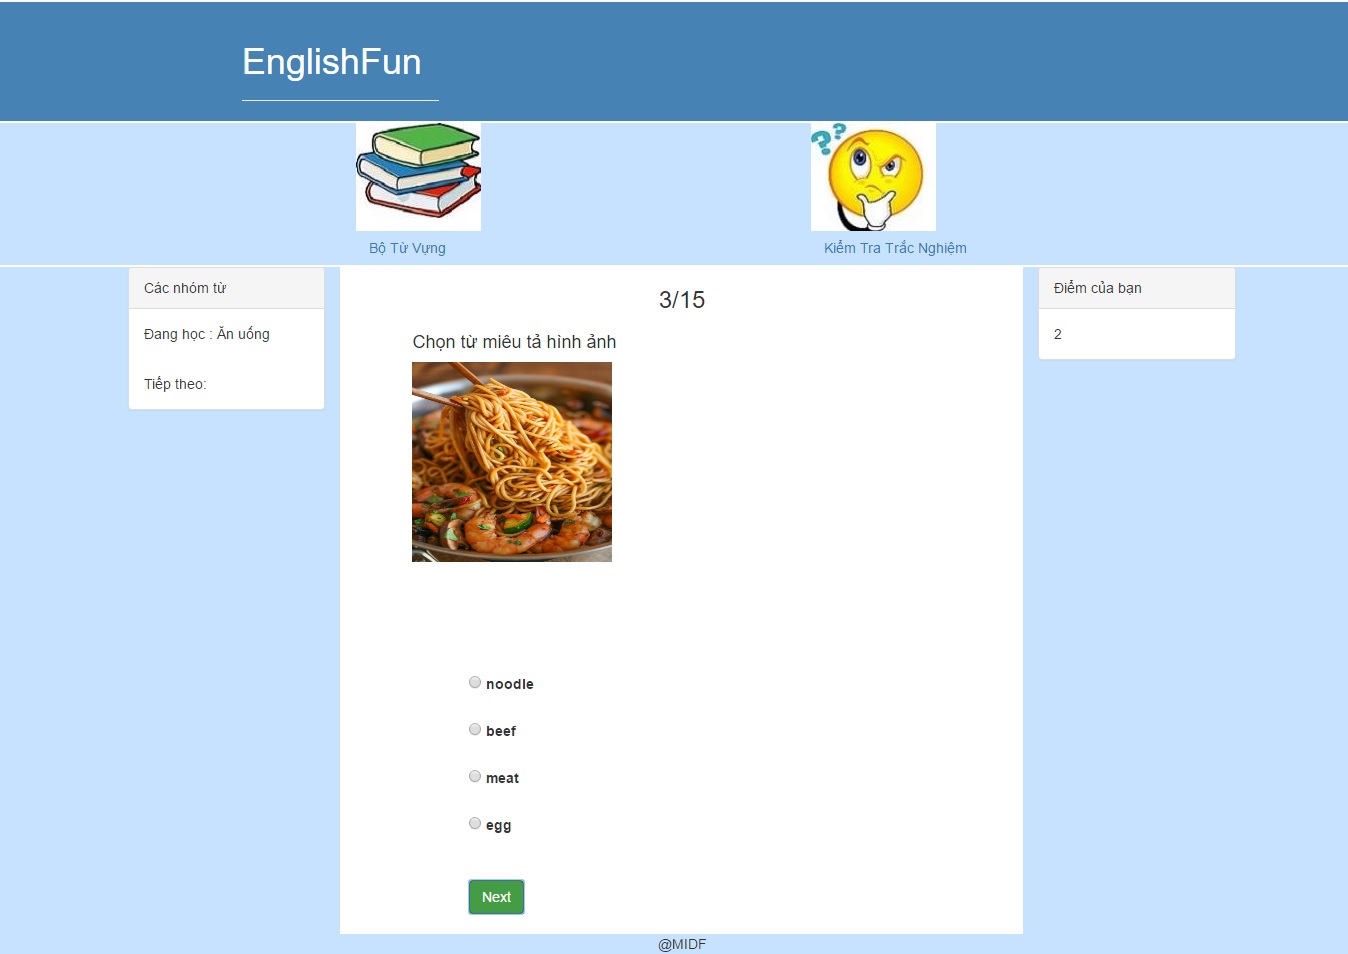 EnglishFun
Bộ Từ Vựng
Kiểm Tra Trắc Nghiệm
Các nhóm từ
Đang học : Ăn uống
Tiếp theo:
3/15
Chọn từ miêu tả hình ảnh
noodle
beef
meat
egg
Next
Điểm của bạn
2
@MIDF